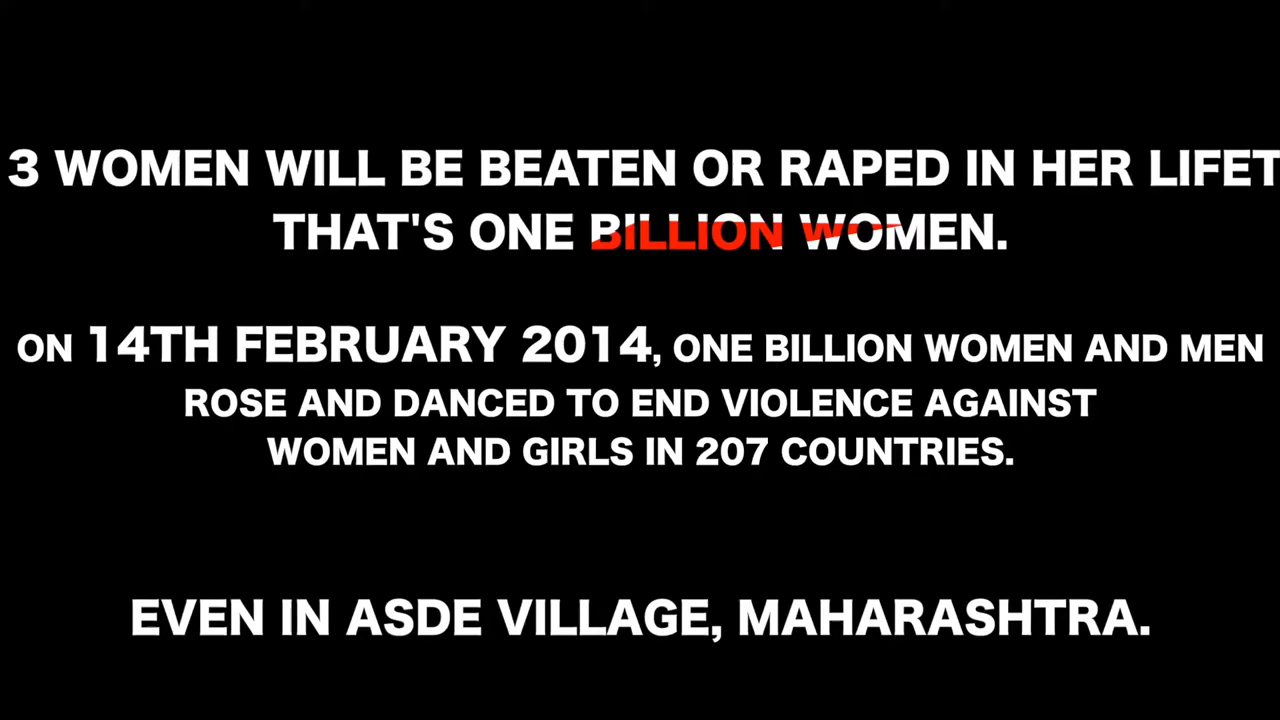 3 WOMEN WILL BE BEATEN OR RAPED IN HER LIFET
THAT'S ONE BILLION WOMEN.
ON 14TH FEBRUARY 2014, ONE BILLION WOMEN AND MEN
ROSE AND DANCED TO END VIOLENCE AGAINST
WOMEN AND GIRLS IN 207 COUNTRIES.
EVEN IN ASDE VILLAGE, MAHARASHTRA.